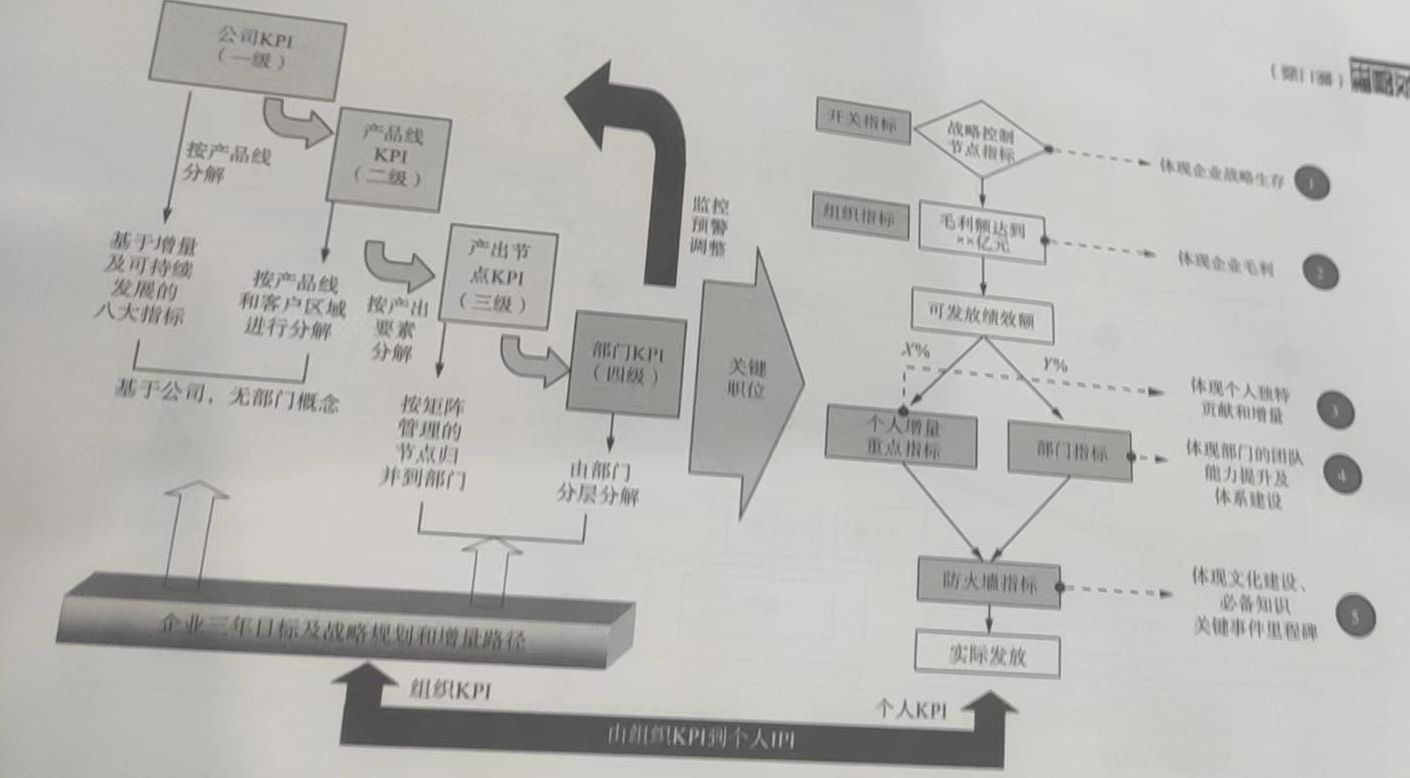 公司KPI
（一级）
按产品线
分解
产品线
KPI
（二级）
基于增量
及可持续
发展的
八大指标
按产品线
和客户区域
进行分解
基于公司，无部门概念
产出节
点KPI
（三级）
按产出
要素
分解
按矩阵
管理的
节点归
并到部门
部门KPI
（四级）
由部门
分层分解
监控
预警
调整
关键
职位
企业三年目标及战略规划和增量路径
组织KPI
个人KPI
由组织KPI到个人IPI
开关指标
战略控制
节点指标
体现企业战略生存
1
组织指标
毛利额达到
××亿元
体现企业毛利
2
可发放绩效额
X%
Y%
体现个人独特
贡献和增量
3
个人增量
重点指标
部门指标
体现部门的团队
能力提升及
体系建设
4
防火墙指标
体现文化建设、
必备知识
关键事件里程碑
5
实际发放